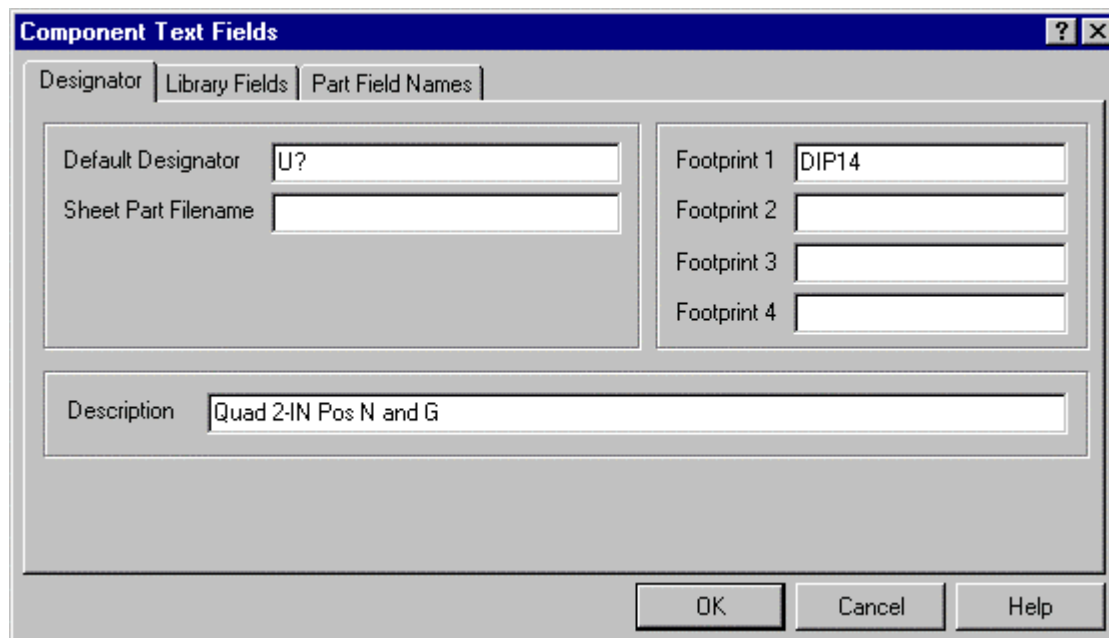 Component Text Fields
Designator Library Fields Part Field Names
Default Designator U?
Sheet Part Filename
Footprint 1 DIP14
Footprint 2
Footprint 3
Footprint 4
Description Quad 2-IN Pos N and G
OK Cancel Help